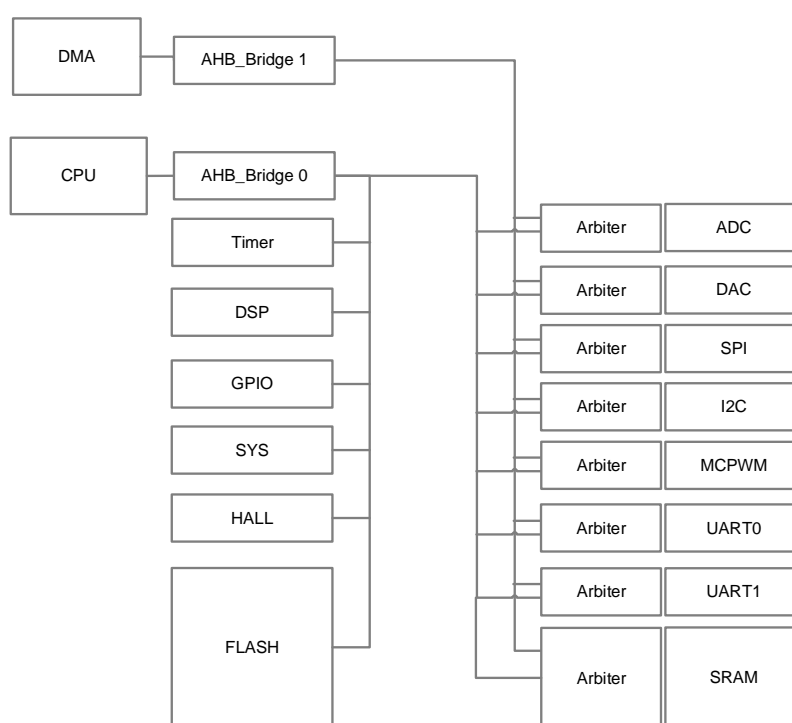 DMA
AHB_Bridge 1
CPU
AHB_Bridge 0
Timer
DSP
GPIO
SYS
HALL
FLASH
Arbiter ADC
Arbiter DAC
Arbiter SPI
Arbiter I2C
Arbiter MCPWM
Arbiter UART0
Arbiter UART1
Arbiter SRAM